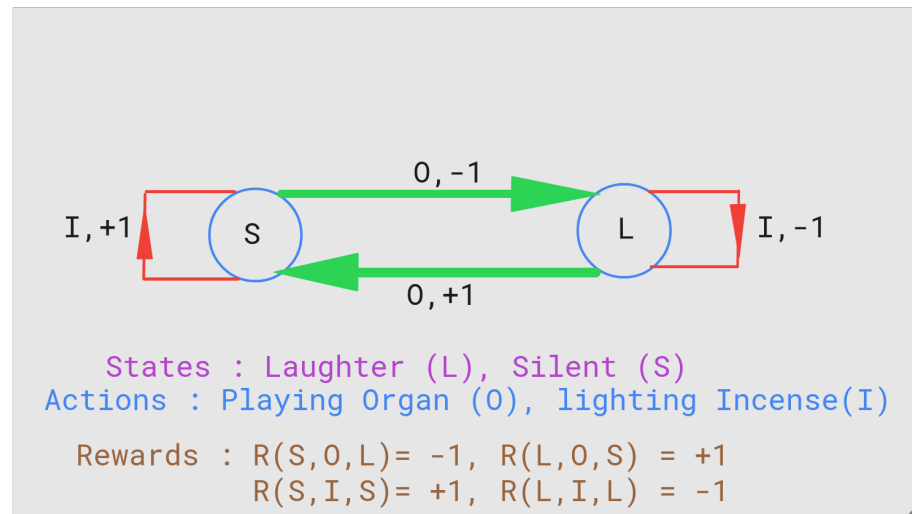 O,-1
I,+1
S
L
I,-1
O,+1
States : Laughter (L), Silent (S)
Actions : Playing Organ (O), lighting Incense(I)
Rewards : R(S,O,L)= -1, R(L,O,S) = +1
R(S,I,S)= +1, R(L,I,L) = -1